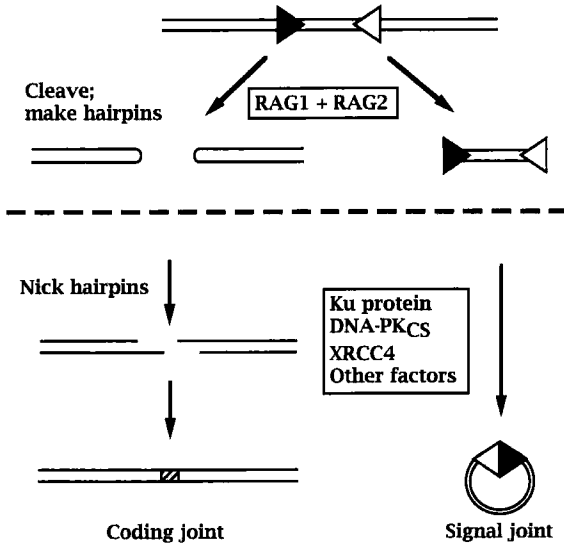 Cleave;
make hairpins
RAG1 + RAG2
Nick hairpins
Ku protein
DNA-PKCS
XRCC4
Other factors
Coding joint
Signal joint